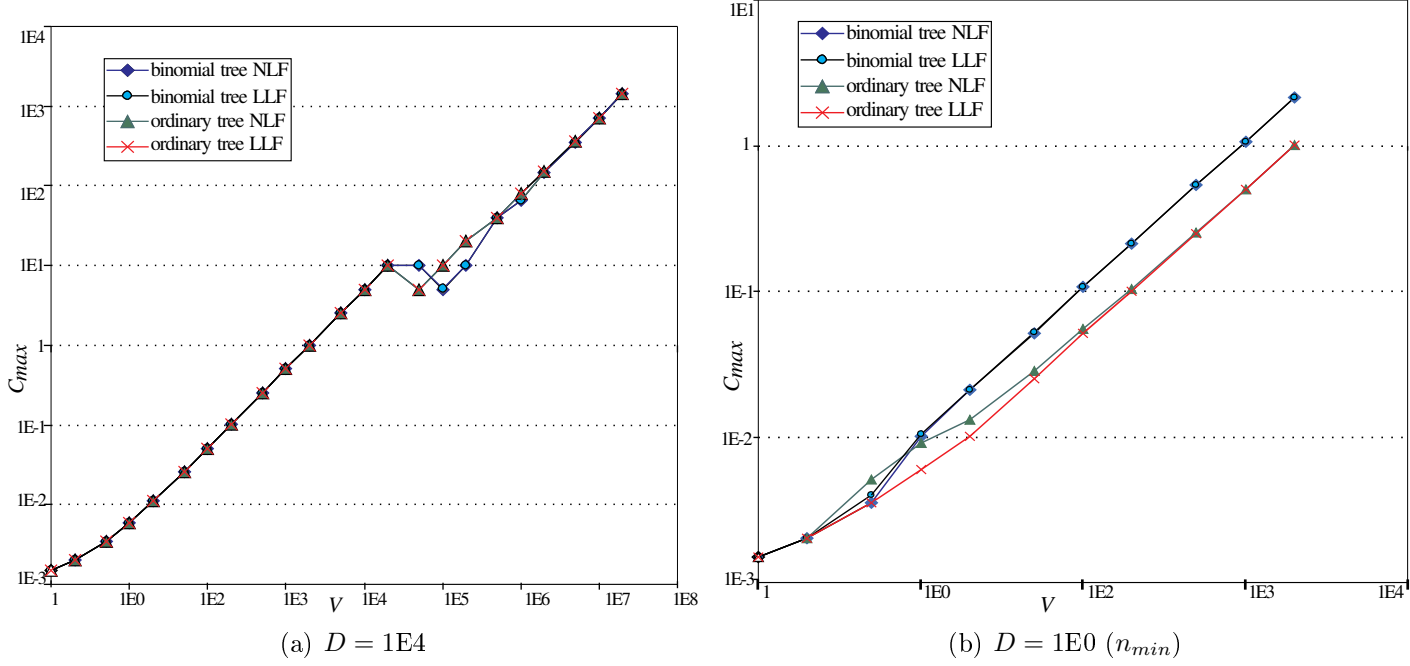 1E4
binomial tree NLF
binomial tree LLF
ordinary tree NLF
ordinary tree LLF
1E3
1E2
1E1
1
1E-1
1E-2
1E-3
Cmax
1
1E0
1E2
1E3
1E4
1E5
1E6
1E7
1E8
V
(a) D = 1E4
1E1
binomial tree NLF
binomial tree LLF
ordinary tree NLF
ordinary tree LLF
1
1E-1
1E-2
1E-3
Cmax
1
1E0
1E2
1E3
1E4
V
(b) D = 1E0 (nmin)